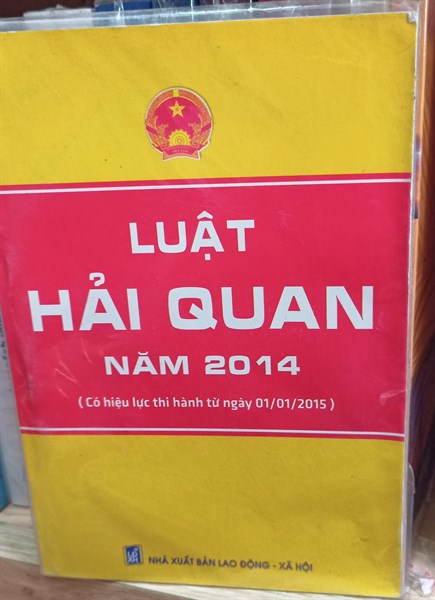 LUẬT
HẢI QUAN
NĂM 2014
( Có hiệu lực thi hành từ ngày 01/01/2015 )
NHÀ XUẤT BẢN LAO ĐỘNG - XÃ HỘI